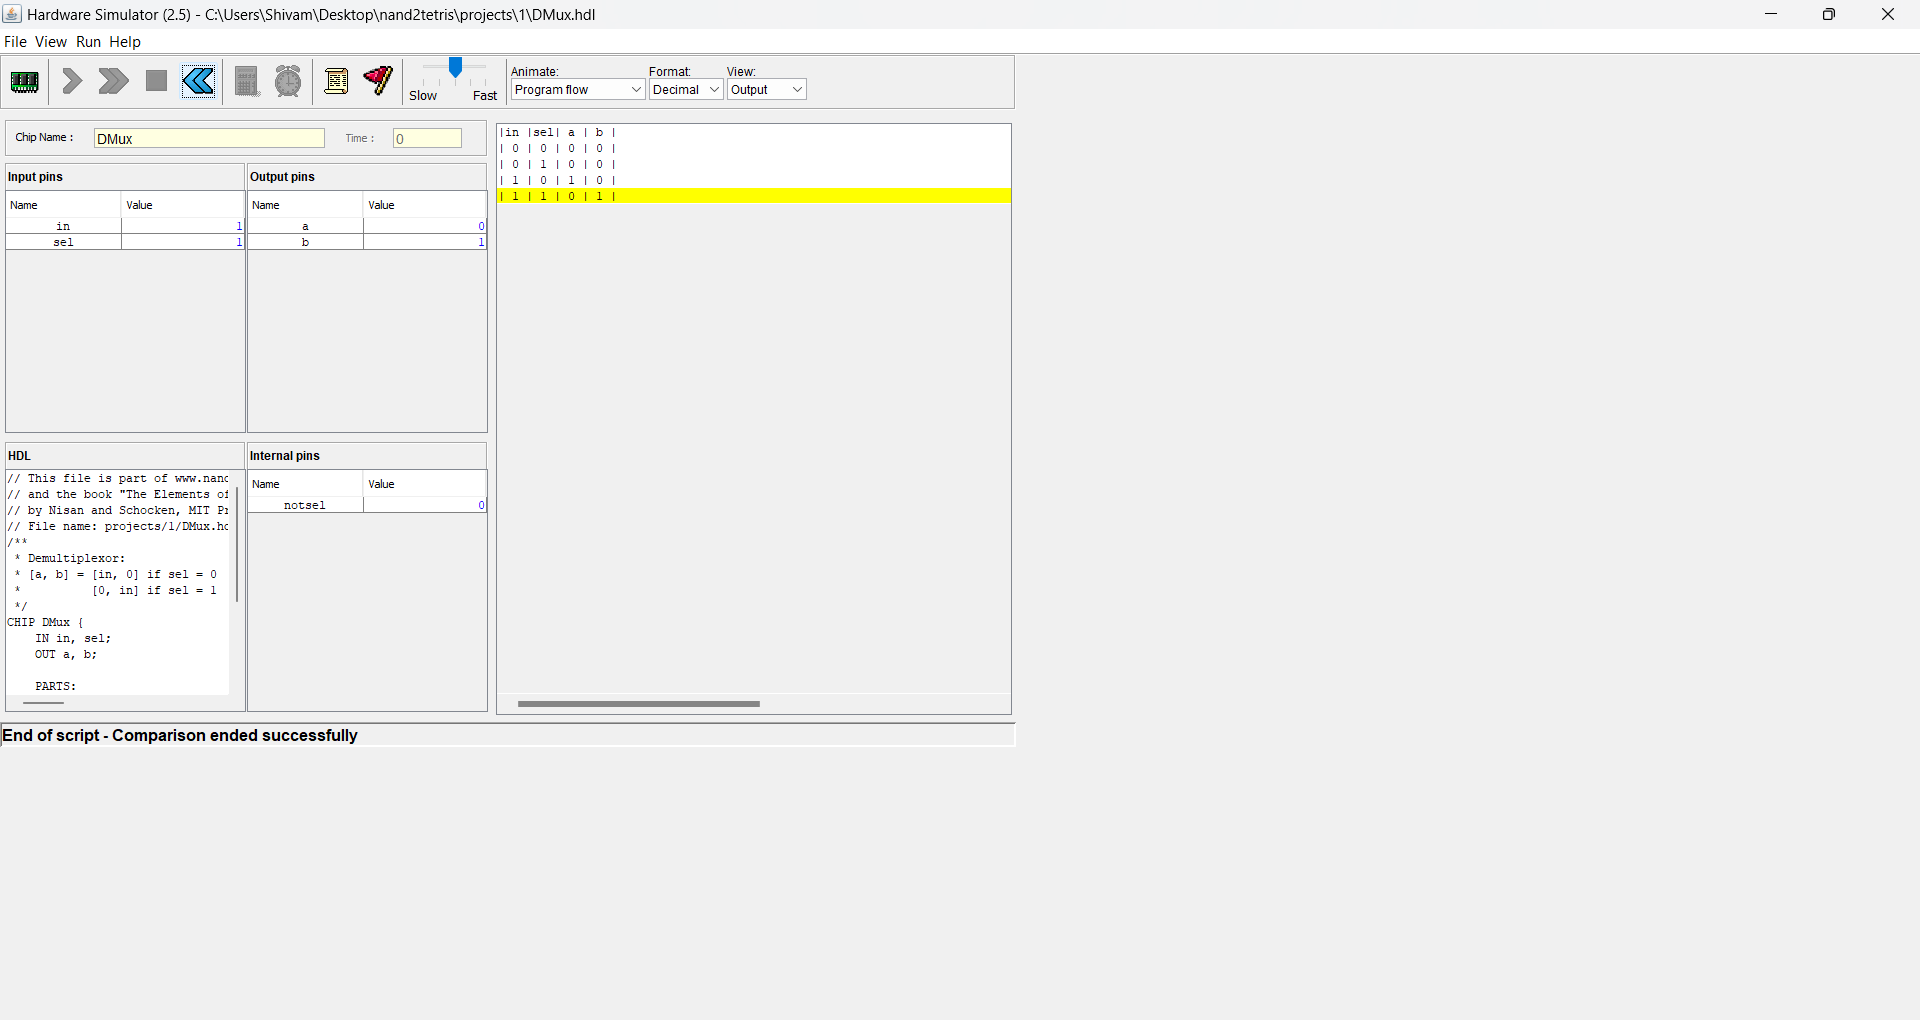 Hardware Simulator (2.5) - C:\Users\Shivam\Desktop\nand2tetris\projects\1\DMux.hdl
File View Run Help
Slow Fast
Animate: Format: View:
Program flow Decimal Output
Chip Name : DMux Time : 0
Input pins
Name Value
in 1
sel 1
Output pins
Name Value
a 0
b 1
|in |sel| a | b |
| 0 | 0 | 0 | 0 |
| 0 | 1 | 0 | 0 |
| 1 | 0 | 1 | 0 |
| 1 | 1 | 0 | 1 |
HDL
// This file is part of www.nand
// and the book "The Elements of
// by Nisan and Schocken, MIT Pr
// File name: projects/1/DMux.hd
/**
* Demultiplexor:
* [a, b] = [in, 0] if sel = 0
* [0, in] if sel = 1
*/
CHIP DMux {
IN in, sel;
OUT a, b;
PARTS:
Internal pins
Name Value
notsel 0
End of script - Comparison ended successfully